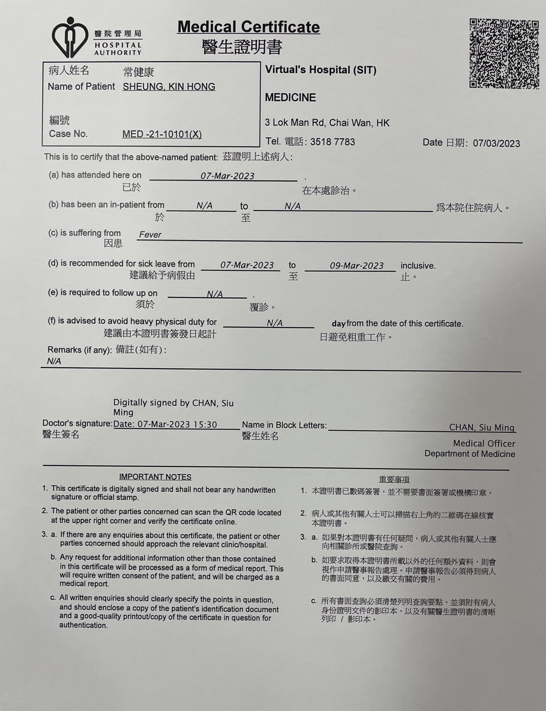 醫院管理局
HOSPITAL
AUTHORITY
Medical Certificate
醫生證明書
病人姓名 常健康
Name of Patient SHEUNG, KIN HONG
編號
Case No. MED -21-10101(X)
Virtual's Hospital (SIT)
MEDICINE
3 Lok Man Rd, Chai Wan, HK
Tel. 電話: 3518 7783 Date 日期: 07/03/2023
This is to certify that the above-named patient: 茲證明上述病人:
(a) has attended here on 07-Mar-2023 .
已於 在本處診治。
(b) has been an in-patient from N/A to N/A 爲本院住院病人。
於 至
(c) is suffering from Fever
因患
(d) is recommended for sick leave from 07-Mar-2023 to 09-Mar-2023 inclusive.
建議給予病假由 至 止。
(e) is required to follow up on N/A .
須於 覆診。
(f) is advised to avoid heavy physical duty for N/A day from the date of this certificate.
建議由本證明書簽發日起計 日避免粗重工作。
Remarks (if any): 備註(如有):
N/A
Digitally signed by CHAN, Siu
Ming
Doctor's signature: Date: 07-Mar-2023 15:30 Name in Block Letters: CHAN, Siu Ming
醫生簽名 醫生姓名
Medical Officer
Department of Medicine
IMPORTANT NOTES
1. This certificate is digitally signed and shall not bear any handwritten
signature or official stamp.
2. The patient or other parties concerned can scan the QR code located
at the upper right corner and verify the certificate online.
3. a. If there are any enquiries about the certificate, the patient or other
parties concerned should approach the relevant clinic/hospital.
b. Any request for additional information other than those contained
in this certificate will be processed as a form of medical report. This
will require written consent of the patient, and will be charged as a
medical report.
c. All written enquiries should clearly specify the points in question,
and should enclose a copy of the patient's identification document
and a good-quality printout/copy of the certificate in question for
authentication.
重要事項
1. 本證明書已數碼簽署，並不需要書面簽署或機構印章。
2. 病人或其他有關人士可以掃描右上角的二維碼在線核實
本證明書。
3. a. 如果對本證明書有任何疑問，病人或其他有關人士應
向相關診所或醫院查詢。
b. 如要求取得本證明書所載以外的任何額外資料，則會
視作申請醫事報告處理。申請醫事報告必須得到病人
的書面同意，以及繳交有關的費用。
c. 所有書面查詢必須清楚列明查詢要點，並須附有病人
身份證明文件的影印本，以及有關醫生證明書的清晰
列印 / 影印本。